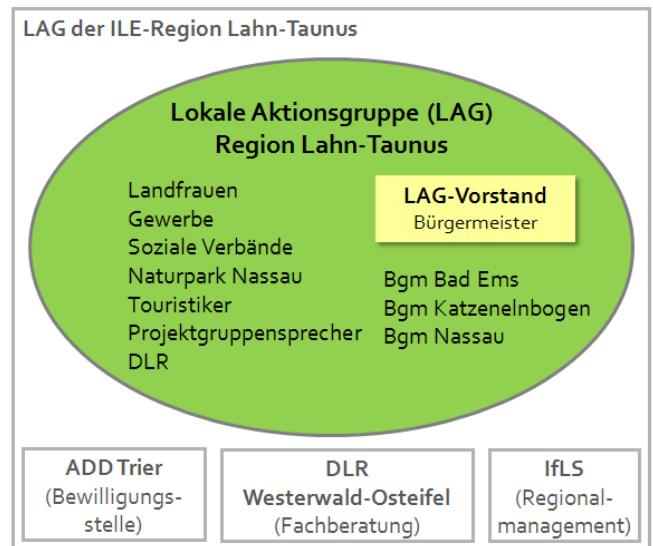 LAG der ILE-Region Lahn-Taunus
Lokale Aktionsgruppe (LAG)
Region Lahn-Taunus
Landfrauen
Gewerbe
Soziale Verbände
Naturpark Nassau
Touristiker
Projektgruppensprecher
DLR
LAG-Vorstand
Bürgermeister
Bgm Bad Ems
Bgm Katzenelnbogen
Bgm Nassau
ADD Trier
(Bewilligungs-
stelle)
DLR
Westerwald-Osteifel
(Fachberatung)
IfLS
(Regional-
management)